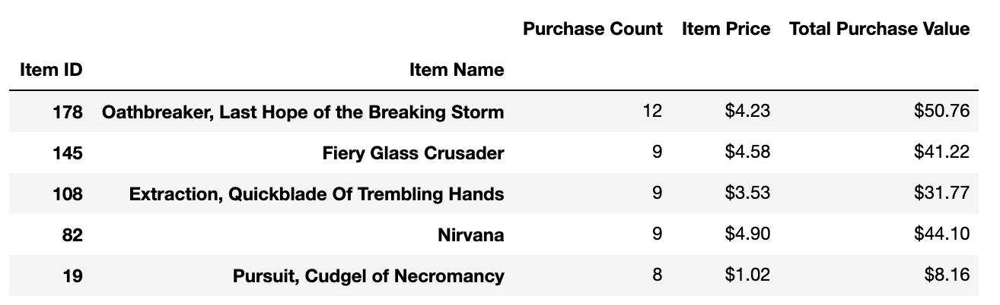 Purchase Count Item Price Total Purchase Value
Item ID Item Name
178 Oathbreaker, Last Hope of the Breaking Storm 12 $4.23 $50.76
145 Fiery Glass Crusader 9 $4.58 $41.22
108 Extraction, Quickblade Of Trembling Hands 9 $3.53 $31.77
82 Nirvana 9 $4.90 $44.10
19 Pursuit, Cudgel of Necromancy 8 $1.02 $8.16